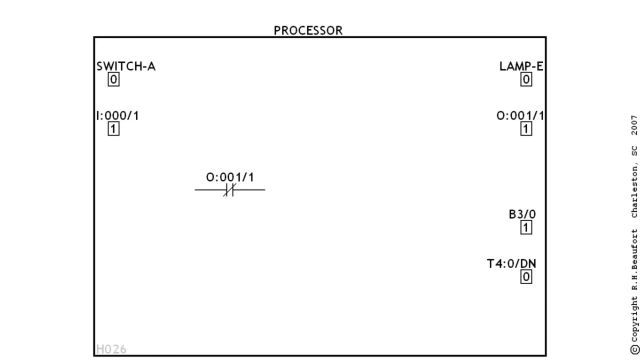 PROCESSOR
SWITCH-A
0
LAMP-E
0
I:000/1
1
O:001/1
1
O:001/1
B3/0
1
T4:0/DN
0
H026
© Copyright R.H.Beaufort Charleston, SC 2007